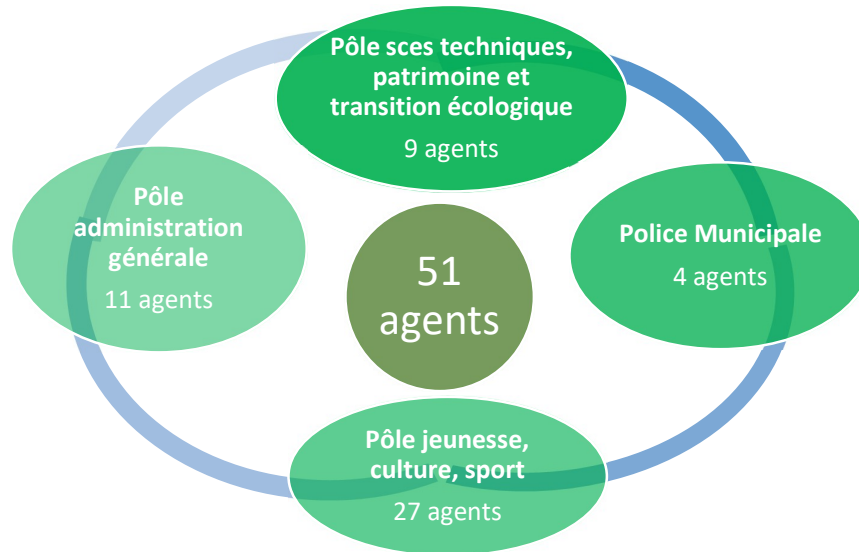 Pôle sces techniques,
patrimoine et
transition écologique
9 agents
Pôle
administration
générale
11 agents
Police Municipale
4 agents
51
agents
Pôle jeunesse,
culture, sport
27 agents